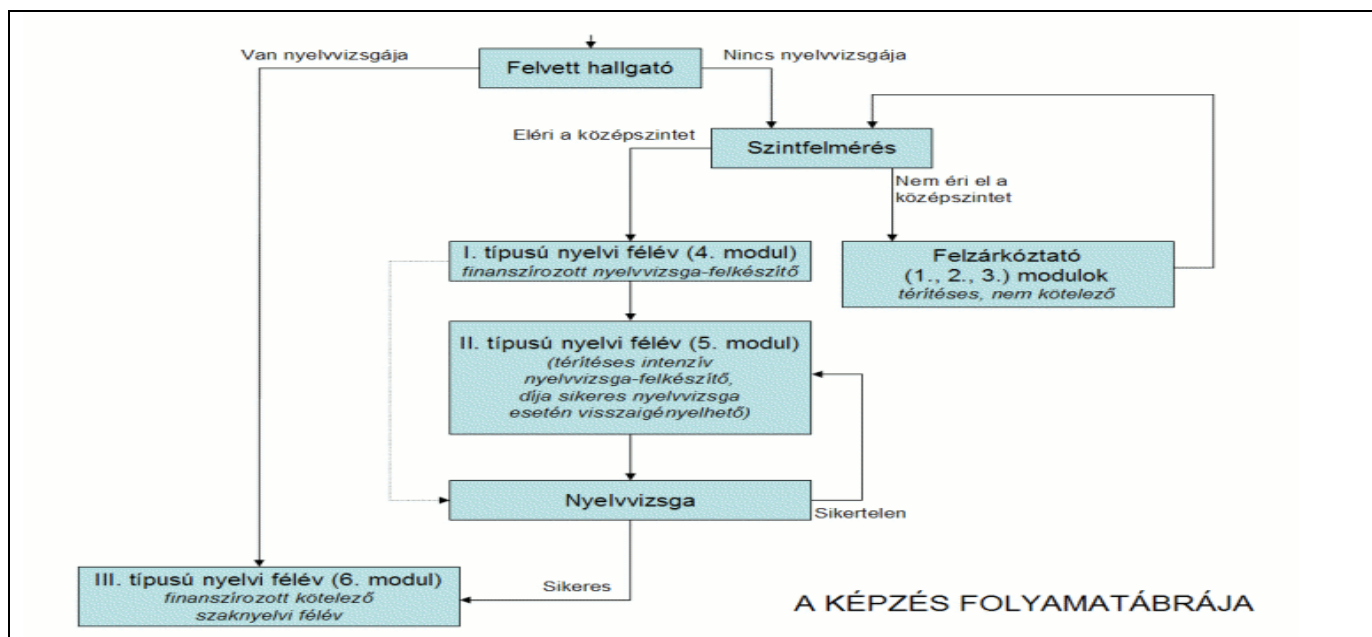 Van nyelvvizsgája
Felvett hallgató
Nincs nyelvvizsgája
Eléri a középszintet
Szintfelmérés
Nem éri el a
középszintet
I. típusú nyelvi félév (4. modul)
finanszírozott nyelvvizsga-felkészítő
Felzárkóztató
(1., 2., 3.) modulok
térítéses, nem kötelező
II. típusú nyelvi félév (5. modul)
(térítéses intenzív
nyelvvizsga-felkészítő,
díja sikeres nyelvvizsga
esetén visszaigényelhető)
Nyelvvizsga
Sikertelen
III. típusú nyelvi félév (6. modul)
finanszírozott kötelező
szaknyelvi félév
Sikeres
A KÉPZÉS FOLYAMATÁBRÁJA